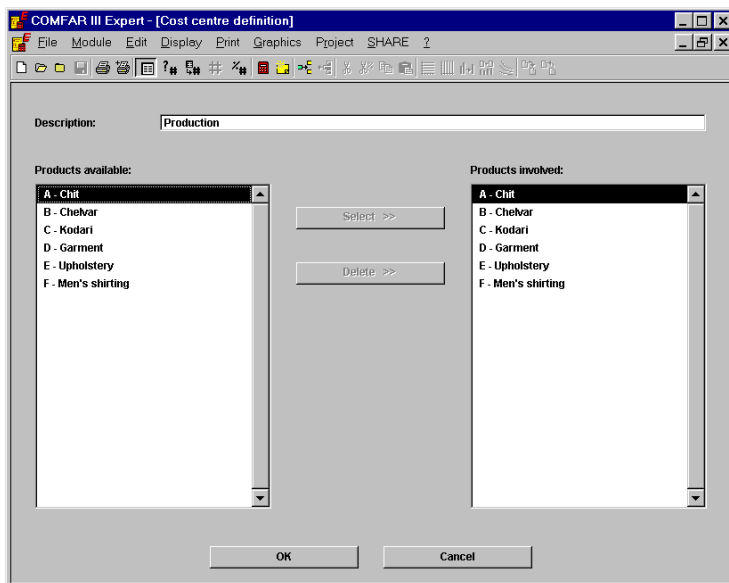 COMFAR III Expert - [Cost centre definition]
File Module Edit Display Print Graphics Project SHARE ?
Description: Production
Products available:
A - Chit
B - Chelvar
C - Kodari
D - Garment
E - Upholstery
F - Men's shirting
Select >>
Delete >>
Products involved:
A - Chit
B - Chelvar
C - Kodari
D - Garment
E - Upholstery
F - Men's shirting
OK Cancel